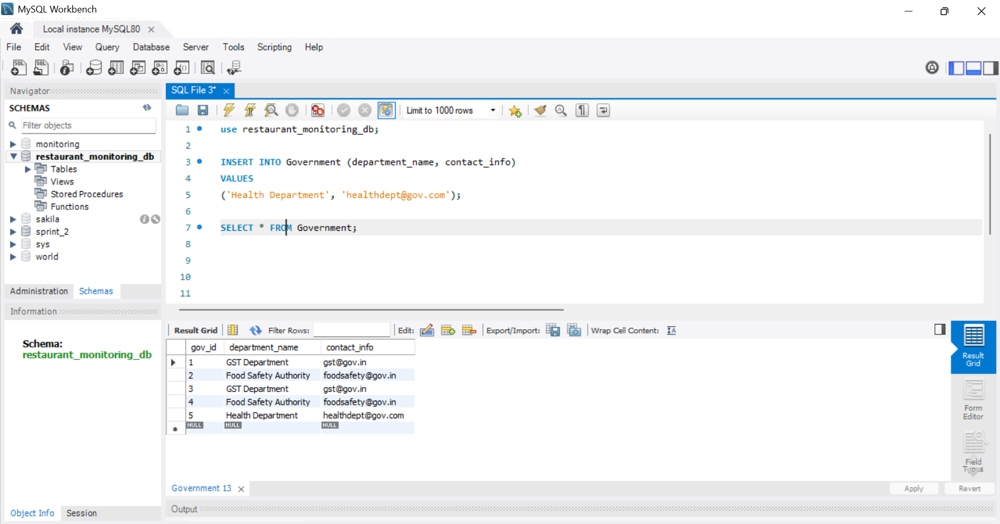 MySQL Workbench
Local instance MySQL80
File Edit View Query Database Server Tools Scripting Help
Navigator
SCHEMAS
Filter objects
monitoring
restaurant_monitoring_db
Tables
Views
Stored Procedures
Functions
sakila
sprint_2
sys
world
Administration Schemas
Information
Schema:
restaurant_monitoring_db
Object Info Session
SQL File 3*
Limit to 1000 rows
1 use restaurant_monitoring_db;
2
3 INSERT INTO Government (department_name, contact_info)
4 VALUES
5 ('Health Department', 'healthdept@gov.com');
6
7 SELECT * FROM Government;
8
9
10
11
Result Grid Filter Rows: Edit: Export/Import: Wrap Cell Content:
gov_id department_name contact_info
1 GST Department gst@gov.in
2 Food Safety Authority foodsafety@gov.in
3 GST Department gst@gov.in
4 Food Safety Authority foodsafety@gov.in
5 Health Department healthdept@gov.com
NULL NULL NULL
Result
Grid
Form
Editor
Field
Types
Government 13
Apply Revert
Output